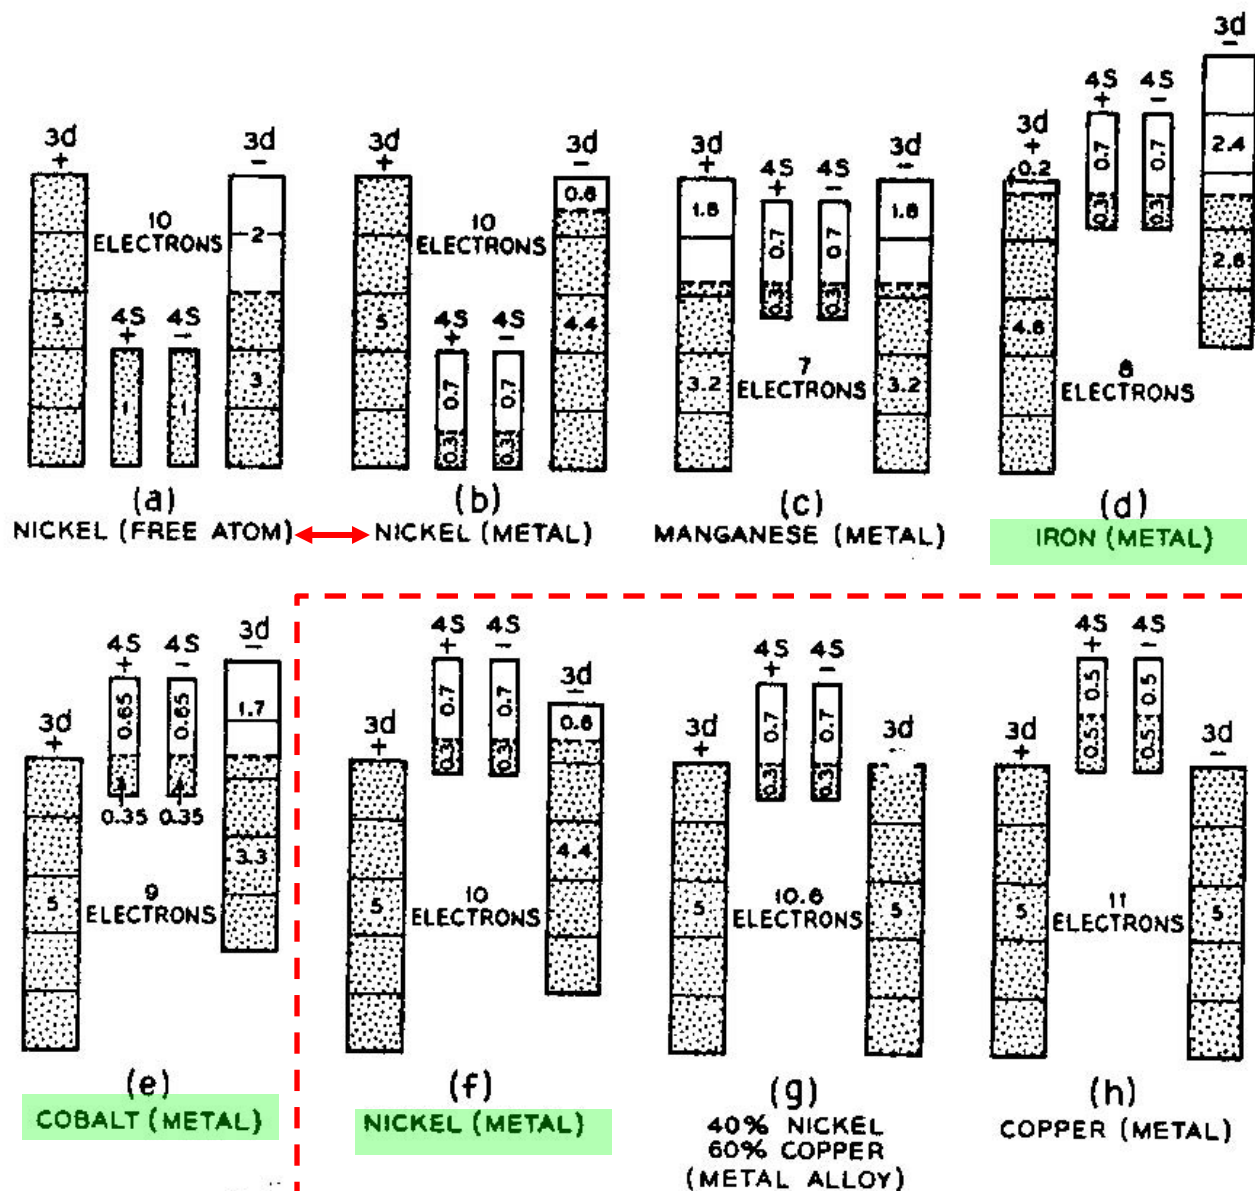 3d
+
5
10
ELECTRONS
4S
+
1
4S
-
1
3d
-
2
3
(a)
NICKEL (FREE ATOM)
3d
+
5
10
ELECTRONS
4S
+
0.7
0.3
4S
-
0.7
0.3
3d
-
0.6
4.4
(b)
NICKEL (METAL)
3d
+
1.8
3.2
4S
+
0.7
0.3
4S
-
0.7
0.3
7
ELECTRONS
3d
-
1.8
3.2
(c)
MANGANESE (METAL)
3d
+
0.2
4.8
4S
+
0.7
0.3
4S
-
0.7
0.3
8
ELECTRONS
3d
-
2.4
2.6
(d)
IRON (METAL)
3d
+
5
4S
+
0.65
0.35
4S
-
0.65
0.35
9
ELECTRONS
3d
-
1.7
3.3
(e)
COBALT (METAL)
3d
+
5
4S
+
0.7
0.3
4S
-
0.7
0.3
10
ELECTRONS
3d
-
0.6
4.4
(f)
NICKEL (METAL)
3d
+
5
4S
+
0.7
0.3
4S
-
0.7
0.3
10.6
ELECTRONS
3d
-
5
(g)
40% NICKEL
60% COPPER
(METAL ALLOY)
3d
+
5
4S
+
0.5
0.5
4S
-
0.5
0.5
11
ELECTRONS
3d
-
5
(h)
COPPER (METAL)